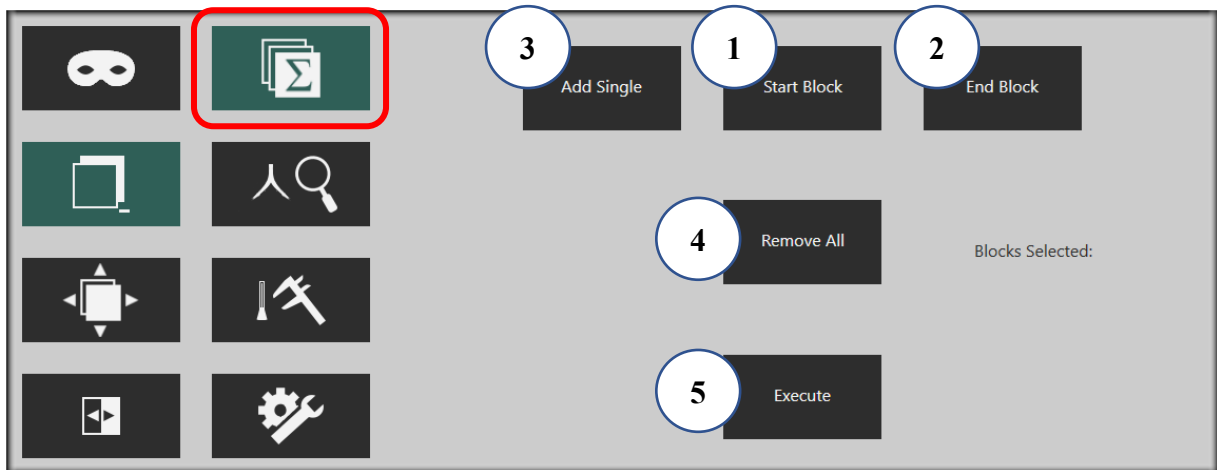 Σ
3
1
2
Add Single
Start Block
End Block
4
Remove All
Blocks Selected:
5
Execute